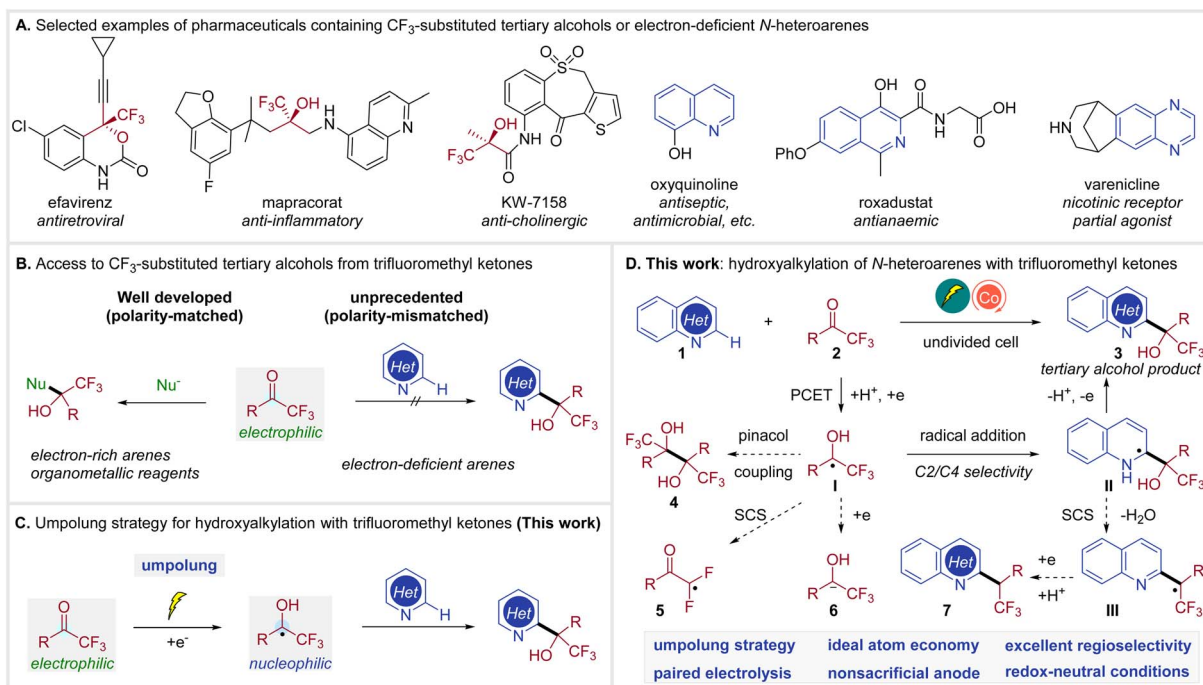 A. Selected examples of pharmaceuticals containing CF3-substituted tertiary alcohols or electron-deficient N-heteroarenes
Cl
CF3
O
N
H
O
efavirenz
antiretroviral
O
F
F3C
OH
H
N
N
mapracorat
anti-inflammatory
O
O
S
S
O
NH
OH
F3C
O
KW-7158
anti-cholinergic
N
OH
oxyquinoline
antiseptic,
antimicrobial, etc.
OH
O
N
H
OH
O
N
PhO
roxadustat
antianaemic
HN
N
N
varenicline
nicotinic receptor
partial agonist
B. Access to CF3-substituted tertiary alcohols from trifluoromethyl ketones
Well developed
(polarity-matched)
unprecedented
(polarity-mismatched)
Nu
CF3
HO
R
Nu-
O
R
CF3
electrophilic
Het
N
H
Het
N
R
HO
CF3
electron-rich arenes
organometallic reagents
electron-deficient arenes
C. Umpolung strategy for hydroxyalkylation with trifluoromethyl ketones (This work)
umpolung
O
R
CF3
electrophilic
+e-
OH
R
CF3
nucleophilic
Het
N
H
Het
N
R
HO
CF3
D. This work: hydroxyalkylation of N-heteroarenes with trifluoromethyl ketones
Het
N
H
1
+
O
R
CF3
2
Co
undivided cell
Het
N
R
HO
CF3
3
tertiary alcohol product
PCET
+H+, +e
-H+, -e
OH
F3C
R
R
HO
CF3
4
pinacol
coupling
OH
R
CF3
I
radical addition
C2/C4 selectivity
N
H
R
HO
CF3
II
SCS
+e
SCS
-H2O
O
R
F
F
5
OH
R
CF3
6
Het
N
R
CF3
7
+e
+H+
N
R
CF3
III
umpolung strategy
ideal atom economy
excellent regioselectivity
paired electrolysis
nonsacrificial anode
redox-neutral conditions